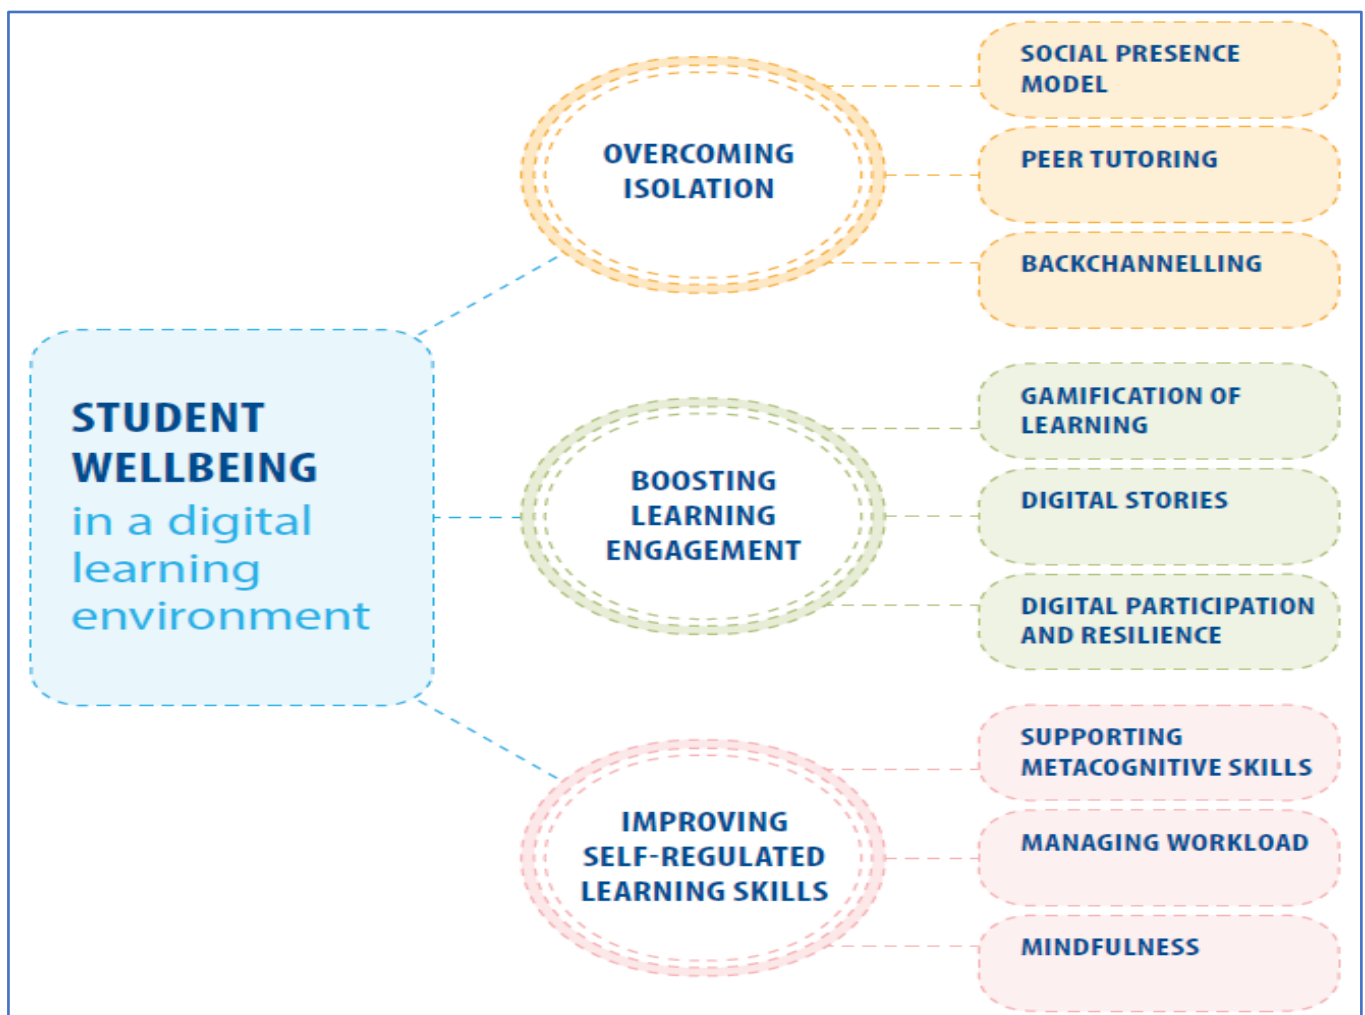 STUDENT
WELLBEING
in a digital
learning
environment
OVERCOMING
ISOLATION
SOCIAL PRESENCE
MODEL
PEER TUTORING
BACKCHANNELLING
BOOSTING
LEARNING
ENGAGEMENT
GAMIFICATION OF
LEARNING
DIGITAL STORIES
DIGITAL PARTICIPATION
AND RESILIENCE
IMPROVING
SELF-REGULATED
LEARNING SKILLS
SUPPORTING
METACOGNITIVE SKILLS
MANAGING WORKLOAD
MINDFULNESS